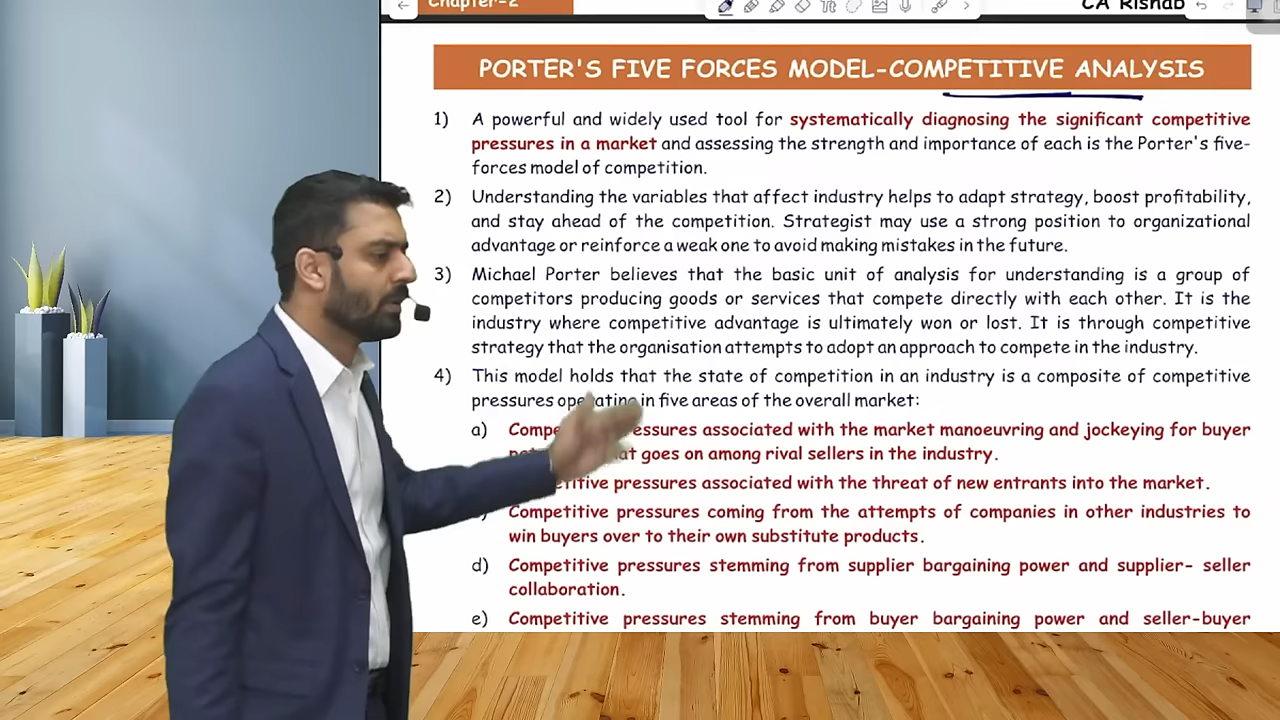 Chapter-2
CA Rishab
PORTER'S FIVE FORCES MODEL-COMPETITIVE ANALYSIS
1) A powerful and widely used tool for systematically diagnosing the significant competitive
pressures in a market and assessing the strength and importance of each is the Porter's five-
forces model of competition.
2) Understanding the variables that affect industry helps to adapt strategy, boost profitability,
and stay ahead of the competition. Strategist may use a strong position to organizational
advantage or reinforce a weak one to avoid making mistakes in the future.
3) Michael Porter believes that the basic unit of analysis for understanding is a group of
competitors producing goods or services that compete directly with each other. It is the
industry where competitive advantage is ultimately won or lost. It is through competitive
strategy that the organisation attempts to adopt an approach to compete in the industry.
4) This model holds that the state of competition in an industry is a composite of competitive
pressures operating in five areas of the overall market:
a) associated with the market manoeuvring and jockeying for buyer
goes on among rival sellers in the industry.
pressures associated with the threat of new entrants into the market.
Competitive pressures coming from the attempts of companies in other industries to
win buyers over to their own substitute products.
d) Competitive pressures stemming from supplier bargaining power and supplier- seller
collaboration.
e) Competitive pressures stemming from buyer bargaining power and seller-buyer